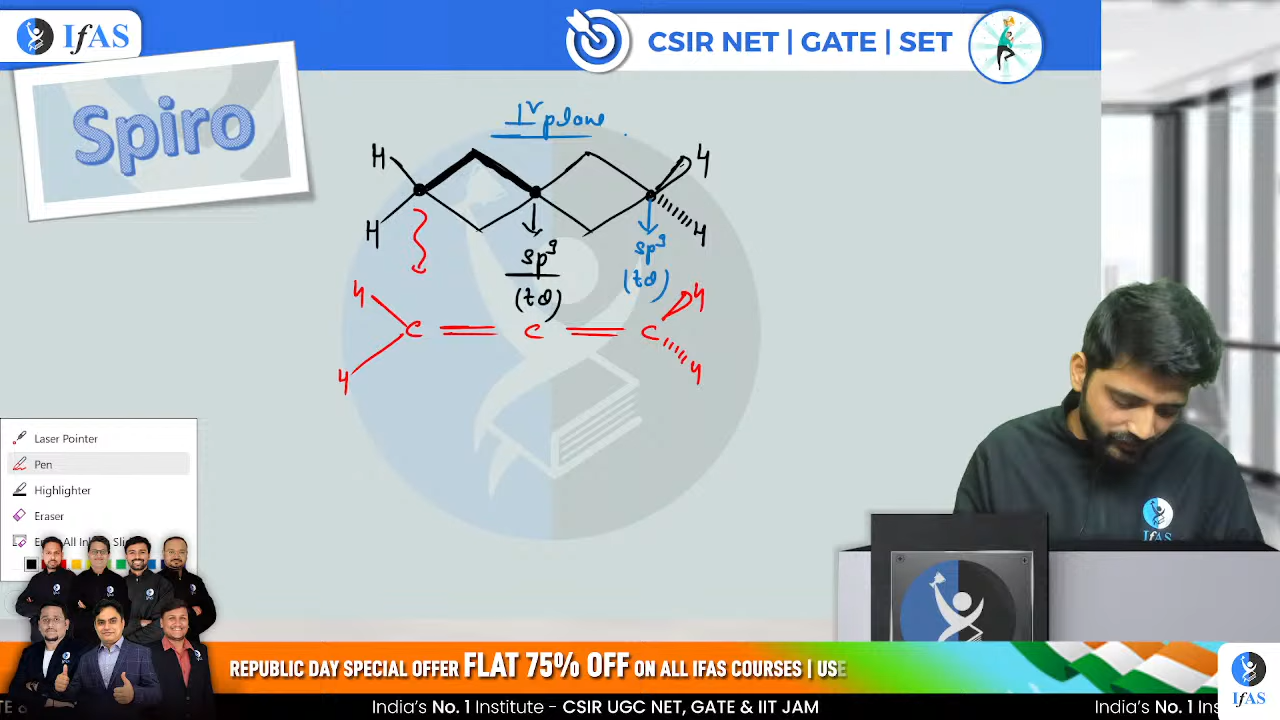 IfAS
CSIR NET | GATE | SET
Spiro
⊥r plane
H
H
H
H
sp3
(td)
sp3
(td)
H
H
C = C = C
H
H
Laser Pointer
Pen
Highlighter
Eraser
IFAS
REPUBLIC DAY SPECIAL OFFER FLAT 75% OFF ON ALL IFAS COURSES | USE
India's No. 1 Institute - CSIR UGC NET, GATE & IIT JAM
India's No. 1 Ins
IfAS